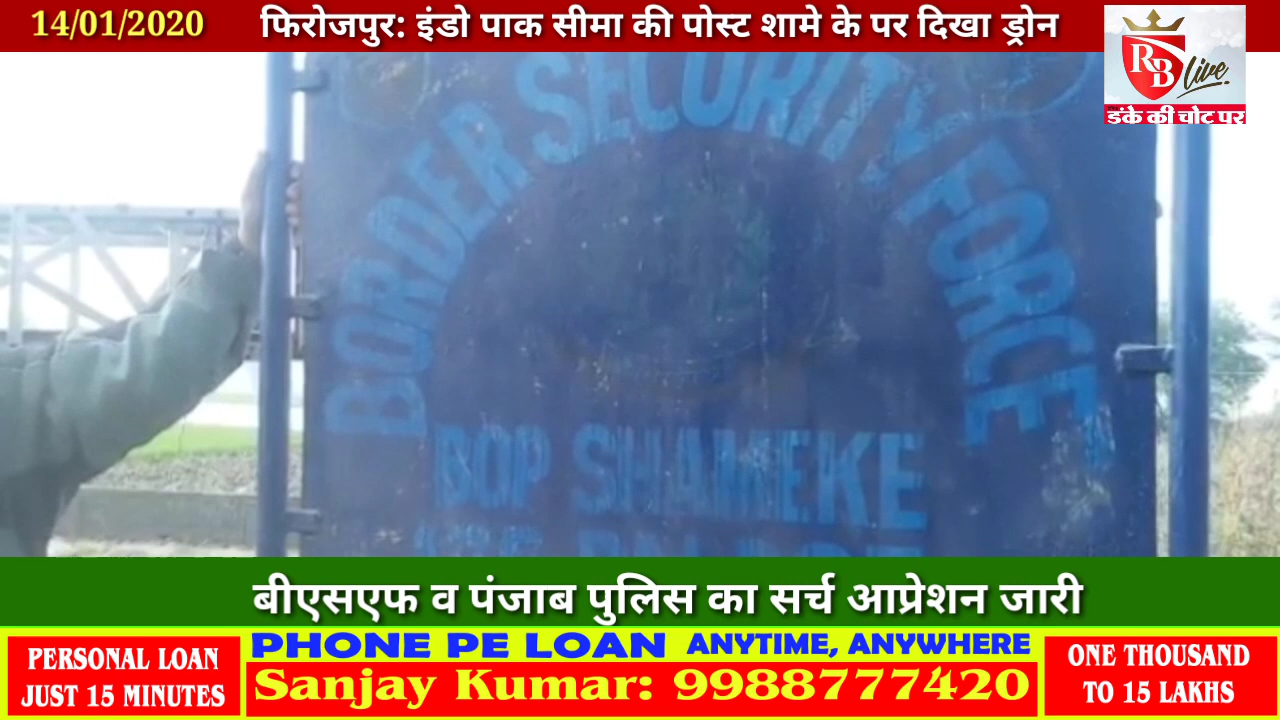 14/01/2020
फिरोजपुर: इंडो पाक सीमा की पोस्ट शामे के पर दिखा ड्रोन
RB live
डंके की चोट पर
BORDER SECURITY FORCE
BOP SHAMEKE
बीएसएफ व पंजाब पुलिस का सर्च आप्रेशन जारी
PERSONAL LOAN
JUST 15 MINUTES
PHONE PE LOAN ANYTIME, ANYWHERE
Sanjay Kumar: 9988777420
ONE THOUSAND
TO 15 LAKHS